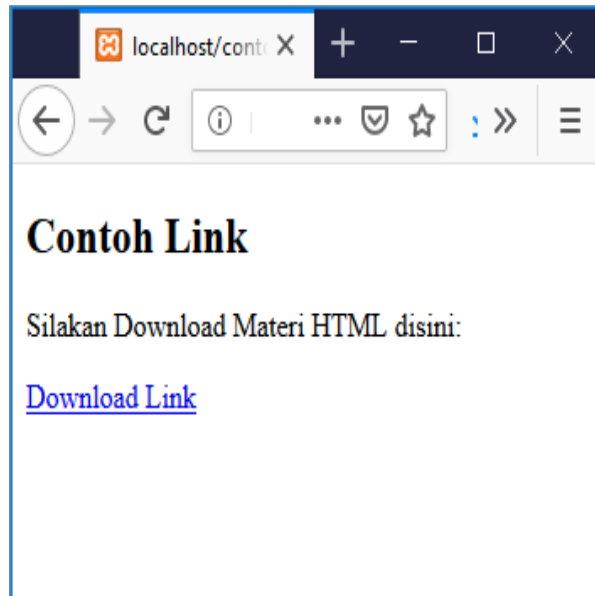 localhost/conto
Contoh Link
Silakan Download Materi HTML disini:
Download Link